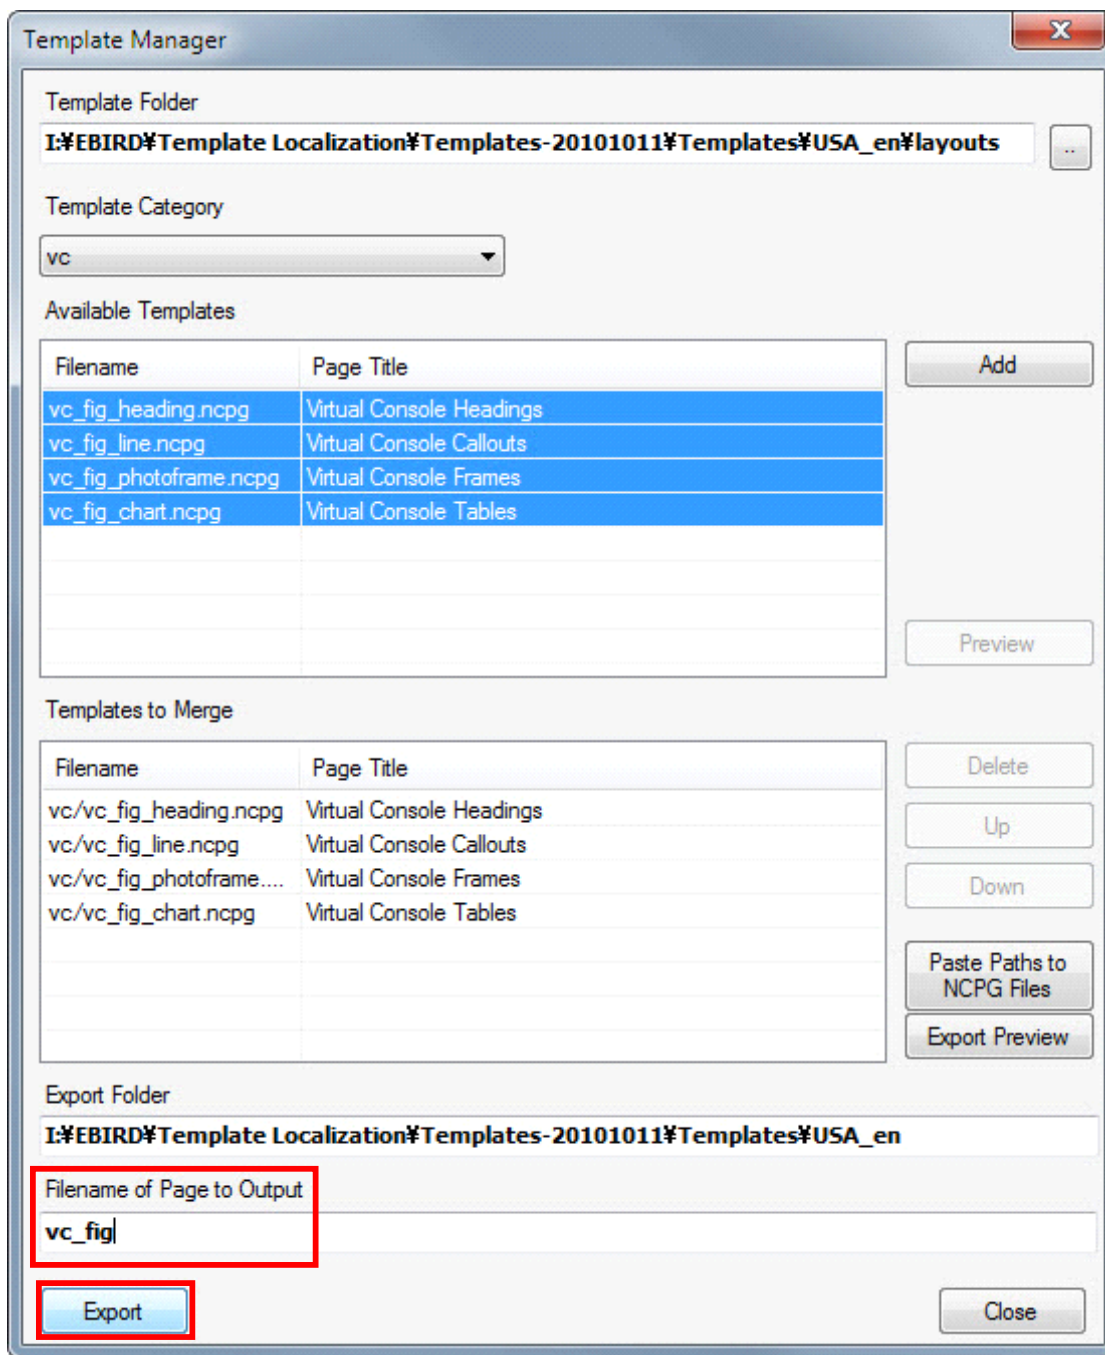 Template Manager
Template Folder
I:¥EBIRD¥Template Localization¥Templates-20101011¥Templates¥USA_en¥layouts
..
Template Category
vc
Available Templates
Filename Page Title
Add
vc_fig_heading.ncpg Virtual Console Headings
vc_fig_line.ncpg Virtual Console Callouts
vc_fig_photoframe.ncpg Virtual Console Frames
vc_fig_chart.ncpg Virtual Console Tables
Preview
Templates to Merge
Filename Page Title
Delete
vc/vc_fig_heading.ncpg Virtual Console Headings
Up
vc/vc_fig_line.ncpg Virtual Console Callouts
vc/vc_fig_photoframe.... Virtual Console Frames
Down
vc/vc_fig_chart.ncpg Virtual Console Tables
Paste Paths to
NCPG Files
Export Preview
Export Folder
I:¥EBIRD¥Template Localization¥Templates-20101011¥Templates¥USA_en
Filename of Page to Output
vc_fig
Export Close